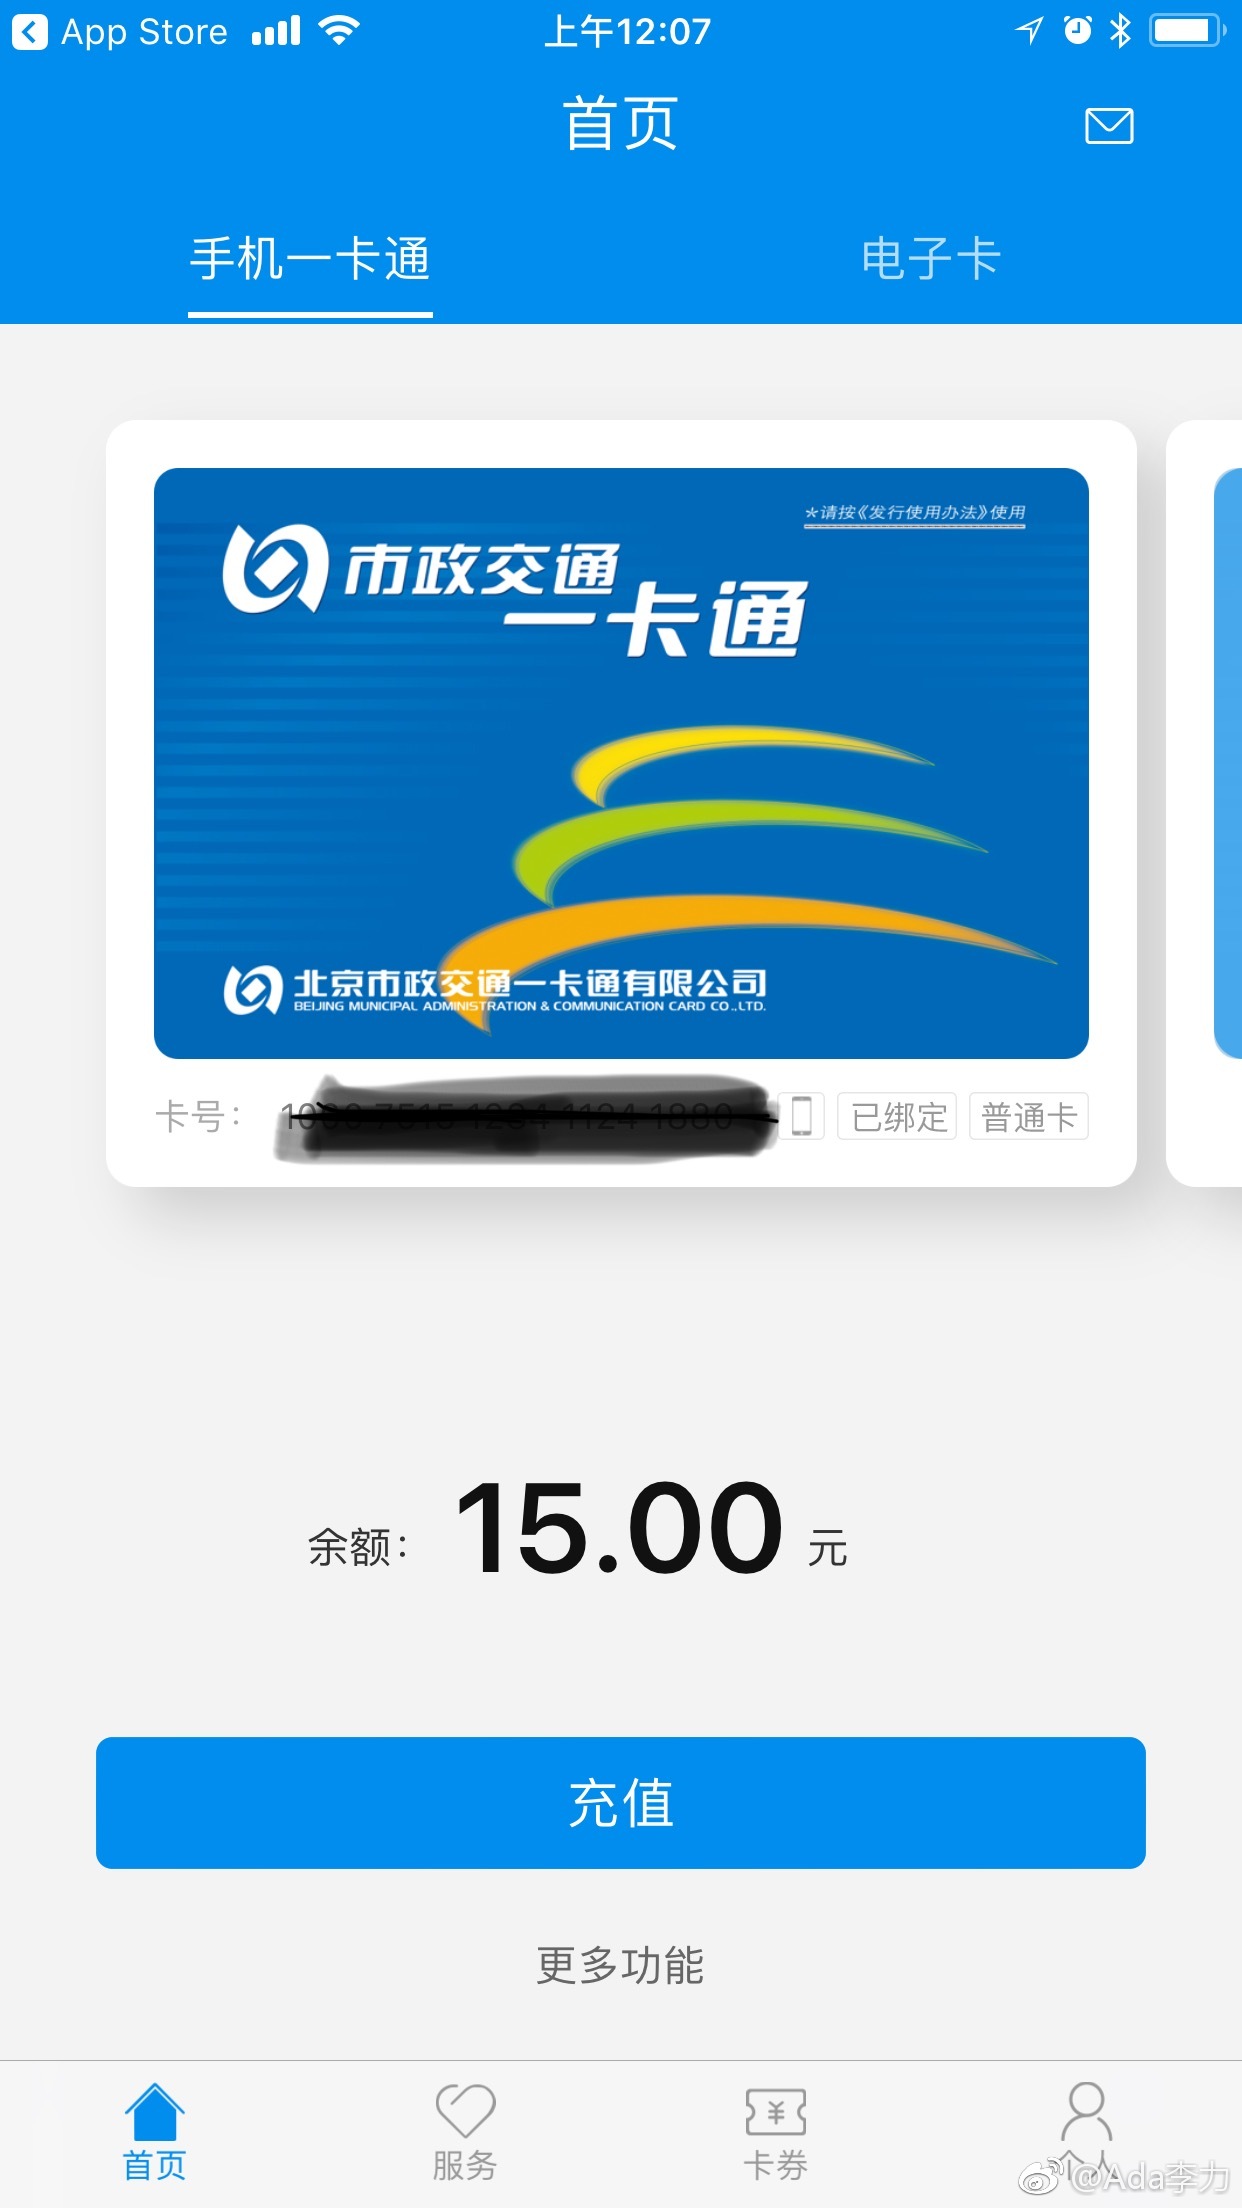 App Store
上午12:07
首页
手机一卡通
电子卡
*请按《发行使用办法》使用
市政交通
一卡通
北京市政交通一卡通有限公司
BEIJING MUNICIPAL ADMINISTRATION & COMMUNICATION CARD CO.,LTD.
卡号：
已绑定
普通卡
余额： 15.00 元
充值
更多功能
首页
服务
卡券
个人
@Ada李力